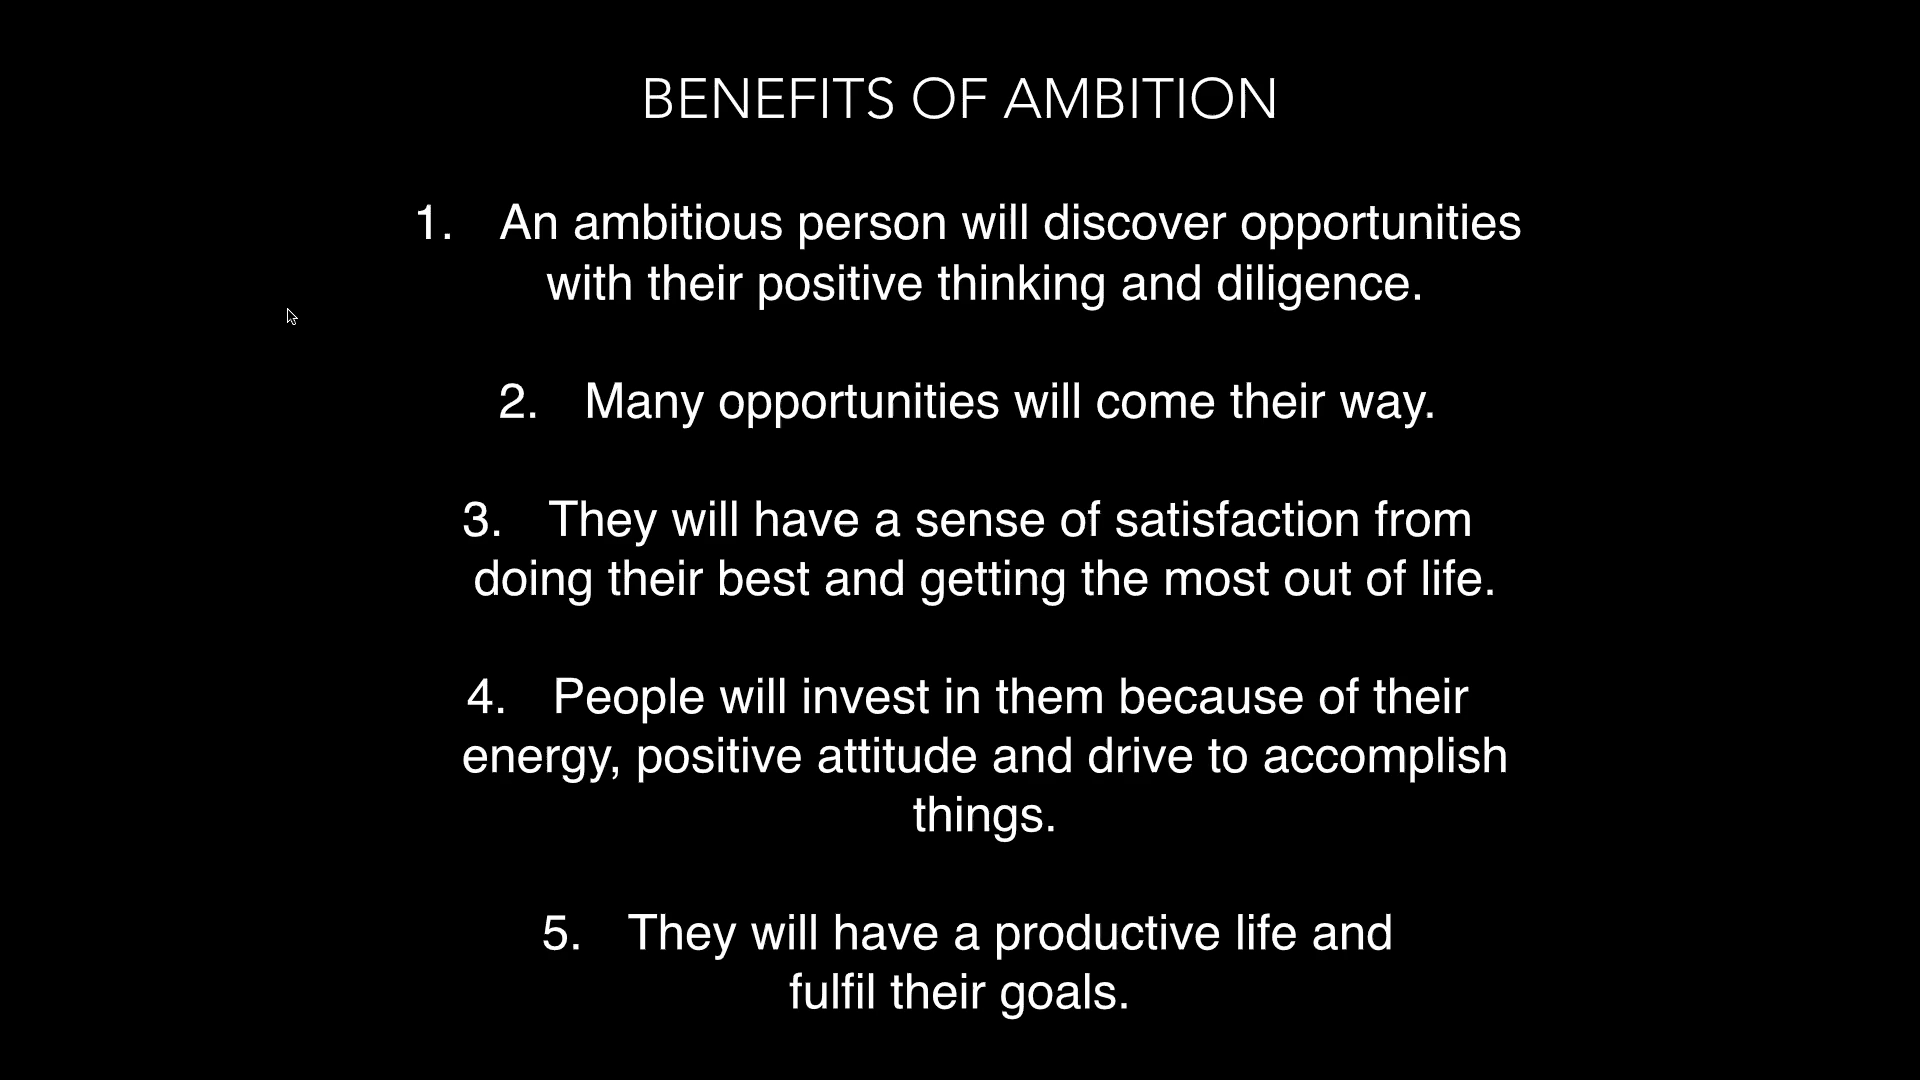 BENEFITS OF AMBITION
1. An ambitious person will discover opportunities
with their positive thinking and diligence.
2. Many opportunities will come their way.
3. They will have a sense of satisfaction from
doing their best and getting the most out of life.
4. People will invest in them because of their
energy, positive attitude and drive to accomplish
things.
5. They will have a productive life and
fulfil their goals.